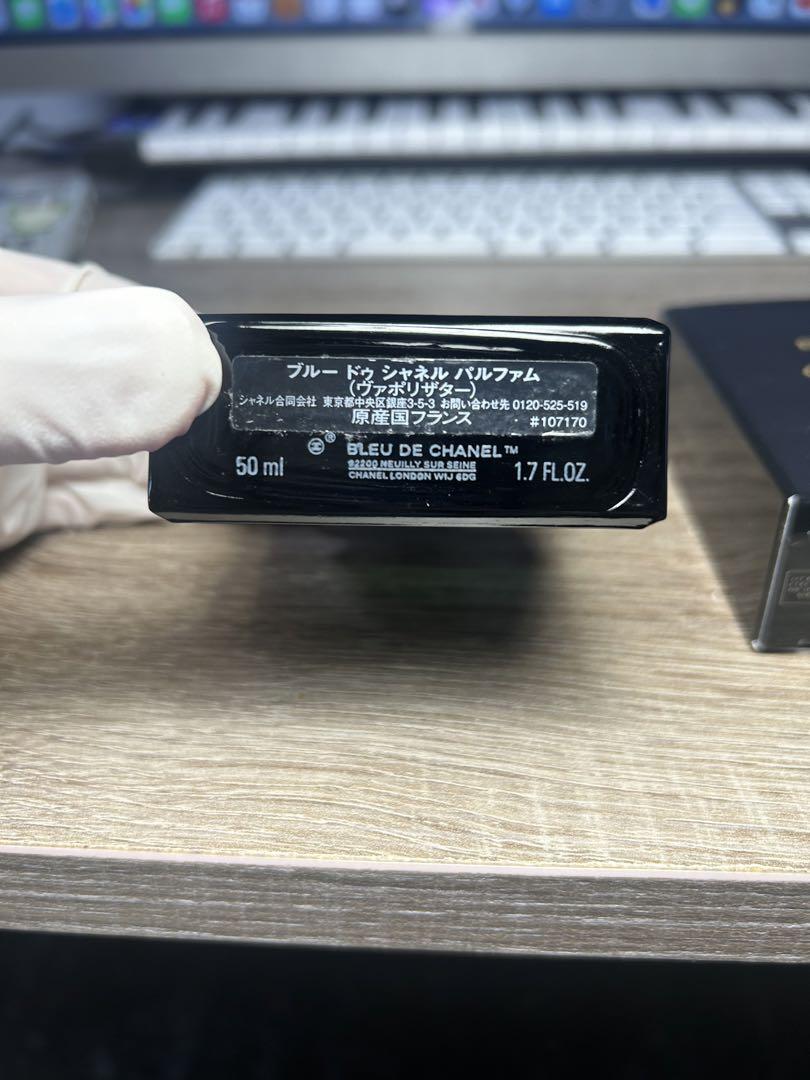 ブルー ドゥ シャネル パルファム
(ヴァポリザター)
シャネル合同会社 東京都中央区銀座3-5-3 お問い合わせ先 0120-525-519
原産国フランス #107170
® BLEU DE CHANEL™
50 ml 92200 NEUILLY SUR SEINE 1.7 FL.OZ.
CHANEL LONDON W1J 6DG